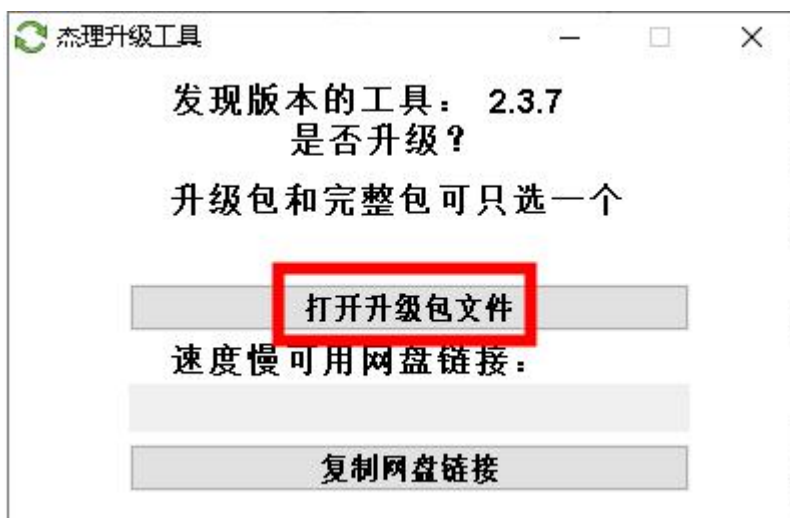 杰理升级工具
发现版本的工具： 2.3.7
是否升级？
升级包和完整包可只选一个
打开升级包文件
速度慢可用网盘链接：
复制网盘链接